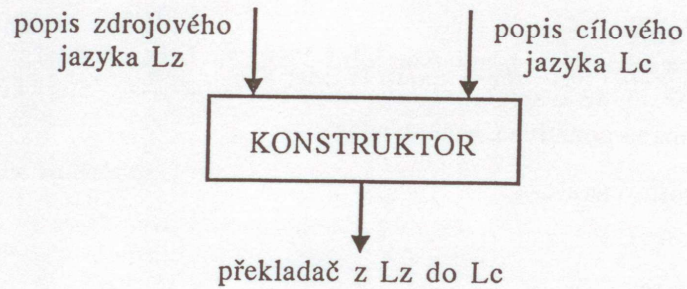 popis zdrojového
jazyka Lz
popis cílového
jazyka Lc
KONSTRUKTOR
překladač z Lz do Lc